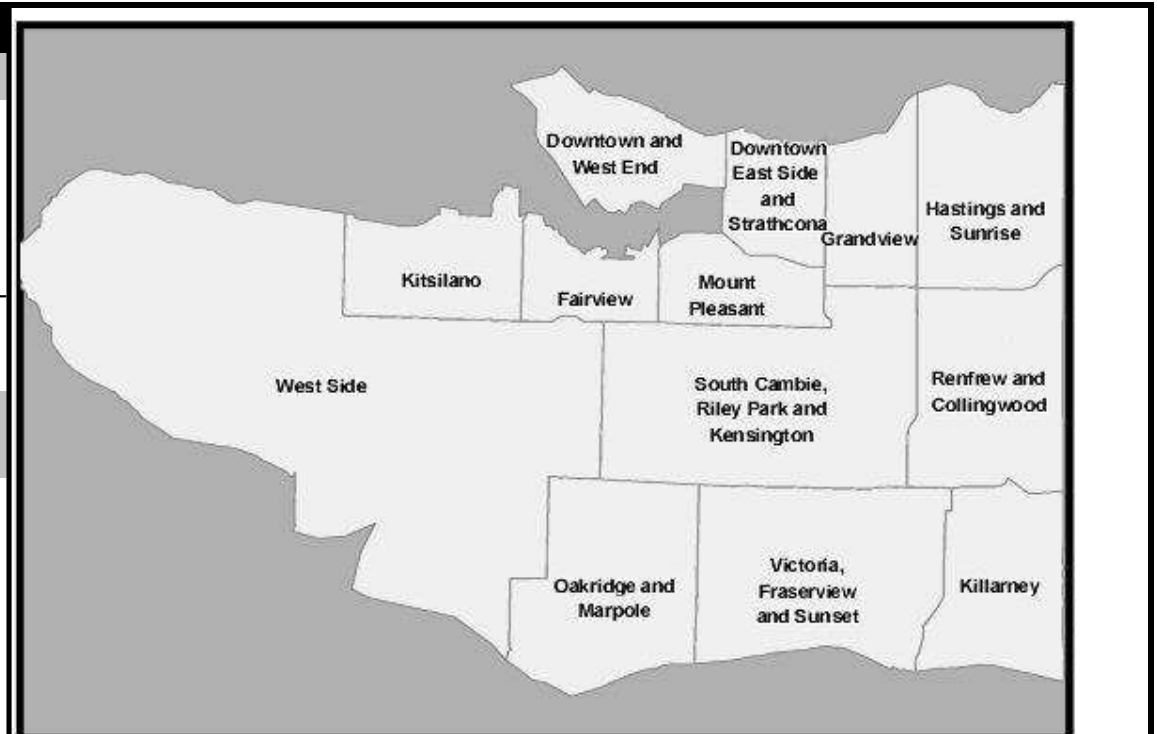 Downtown and
West End
Downtown
East Side
and
Strathcona
Grandview
Hastings and
Sunrise
Kitsilano
Fairview
Mount
Pleasant
West Side
South Cambie,
Riley Park and
Kensington
Renfrew and
Collingwood
Oakridge and
Marpole
Victoria,
Fraserview
and Sunset
Killarney